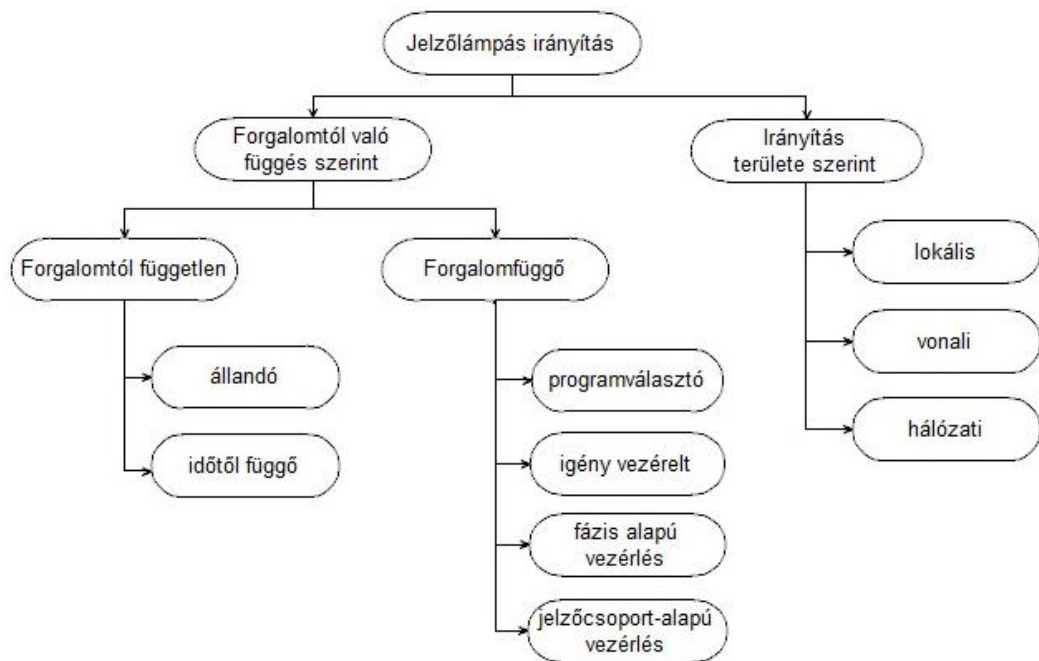 Jelzőlámpás irányítás
Forgalomtól való
függés szerint
Irányítás
területe szerint
Forgalomtól független
Forgalomfüggő
lokális
vonali
hálózati
állandó
időtől függő
programválasztó
igény vezérelt
fázis alapú
vezérlés
jelzőcsoport-alapú
vezérlés